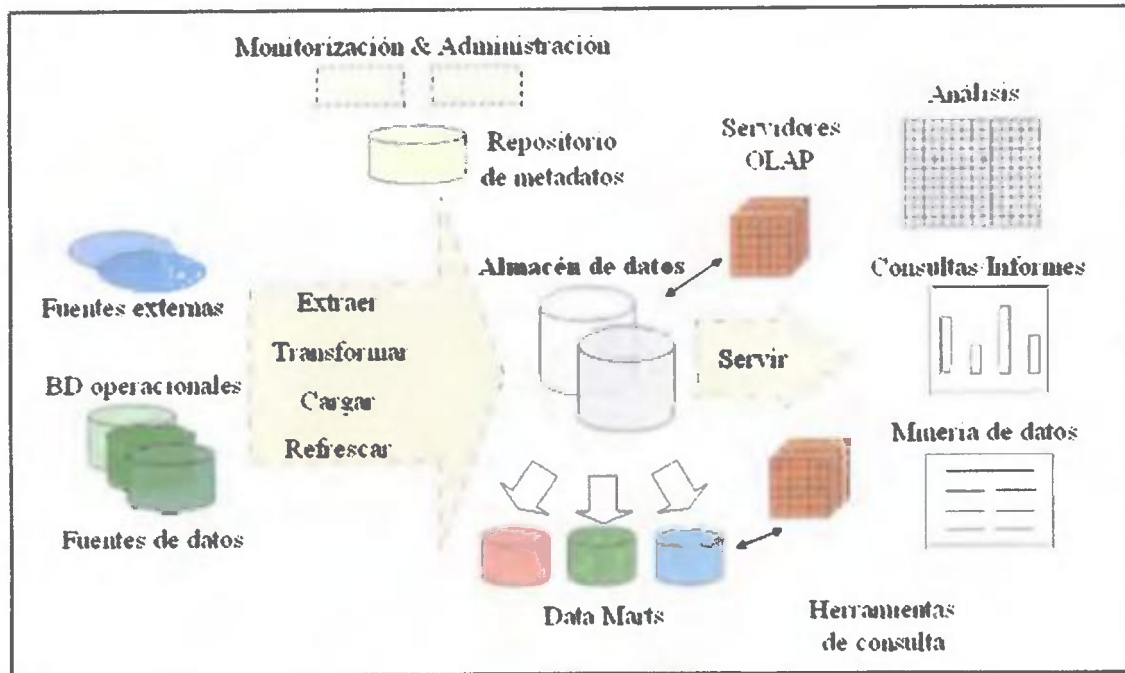 Monitorización & Administración
Repositorio
de metadatos
Servidores
OLAP
Análisis
Fuentes externas
Extraer
Transformar
Cargar
Refrescar
Almacén de datos
Servir
Consultas/Informes
BD operacionales
Fuentes de datos
Minería de datos
Data Marts
Herramientas
de consulta